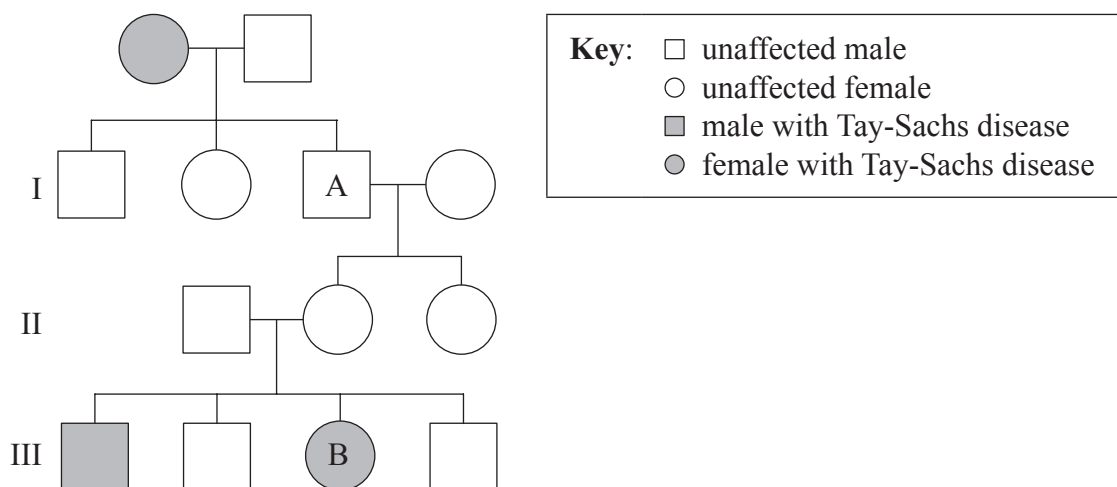 Key: unaffected male
unaffected female
male with Tay-Sachs disease
female with Tay-Sachs disease
I A
II
III B